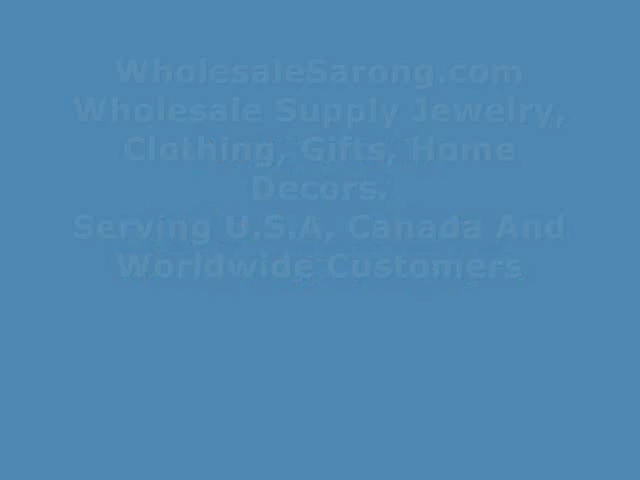 WholesaleSarong.com
Wholesale Supply Jewelry,
Clothing, Gifts, Home
Decors.
Serving U.S.A, Canada And
Worldwide Customers